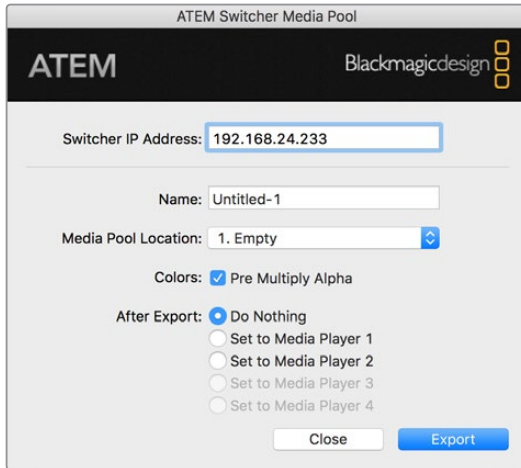 ATEM Switcher Media Pool
ATEM
Blackmagicdesign
Switcher IP Address: 192.168.24.233
Name: Untitled-1
Media Pool Location: 1. Empty
Colors: Pre Multiply Alpha
After Export: Do Nothing
Set to Media Player 1
Set to Media Player 2
Set to Media Player 3
Set to Media Player 4
Close Export